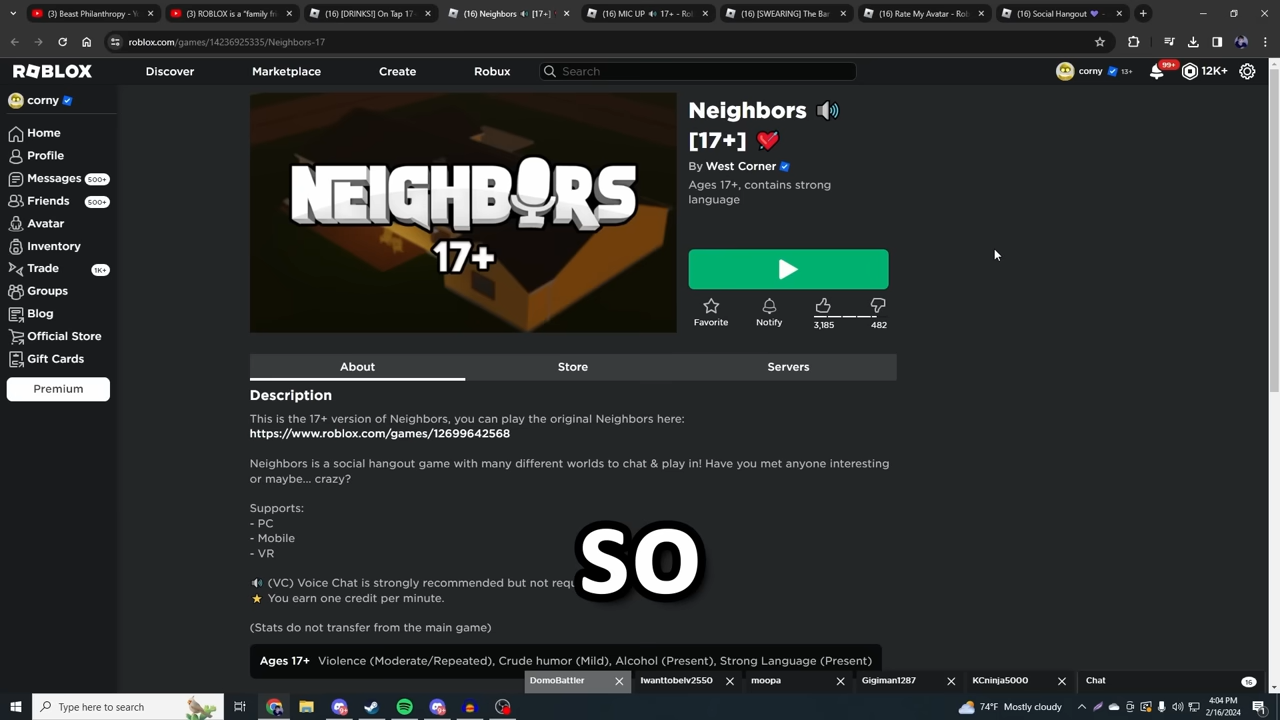 (3) Beast Philanthropy - Y
(3) ROBLOX is a "family fr
(16) [DRINKS!] On Tap 17-
(16) Neighbors 🔊 [17+]
(16) MIC UP 🔊 17+ - Ro
(16) [SWEARING] The Bar
(16) Rate My Avatar - Rob
(16) Social Hangout 💜 -
roblox.com/games/14236925335/Neighbors-17
ROBLOX
Discover
Marketplace
Create
Robux
Search
corny
13+
99+
12K+
corny
Home
Profile
Messages 500+
Friends 500+
Avatar
Inventory
Trade 1K+
Groups
Blog
Official Store
Gift Cards
Premium
NEIGHBORS
17+
Neighbors 🔊
[17+] 💘
By West Corner
Ages 17+, contains strong
language
Favorite
Notify
3,185
482
About
Store
Servers
Description
This is the 17+ version of Neighbors, you can play the original Neighbors here:
https://www.roblox.com/games/12699642568
Neighbors is a social hangout game with many different worlds to chat & play in! Have you met anyone interesting
or maybe... crazy?
Supports:
- PC
- Mobile
- VR
🔊 (VC) Voice Chat is strongly recommended but not requ
⭐ You earn one credit per minute.
(Stats do not transfer from the main game)
SO
Ages 17+ Violence (Moderate/Repeated), Crude humor (Mild), Alcohol (Present), Strong Language (Present)
DomoBattler
Iwanttobelv2550
moopa
Gigiman1287
KCninja5000
Chat
16
Type here to search
74°F Mostly cloudy
4:04 PM
2/16/2024